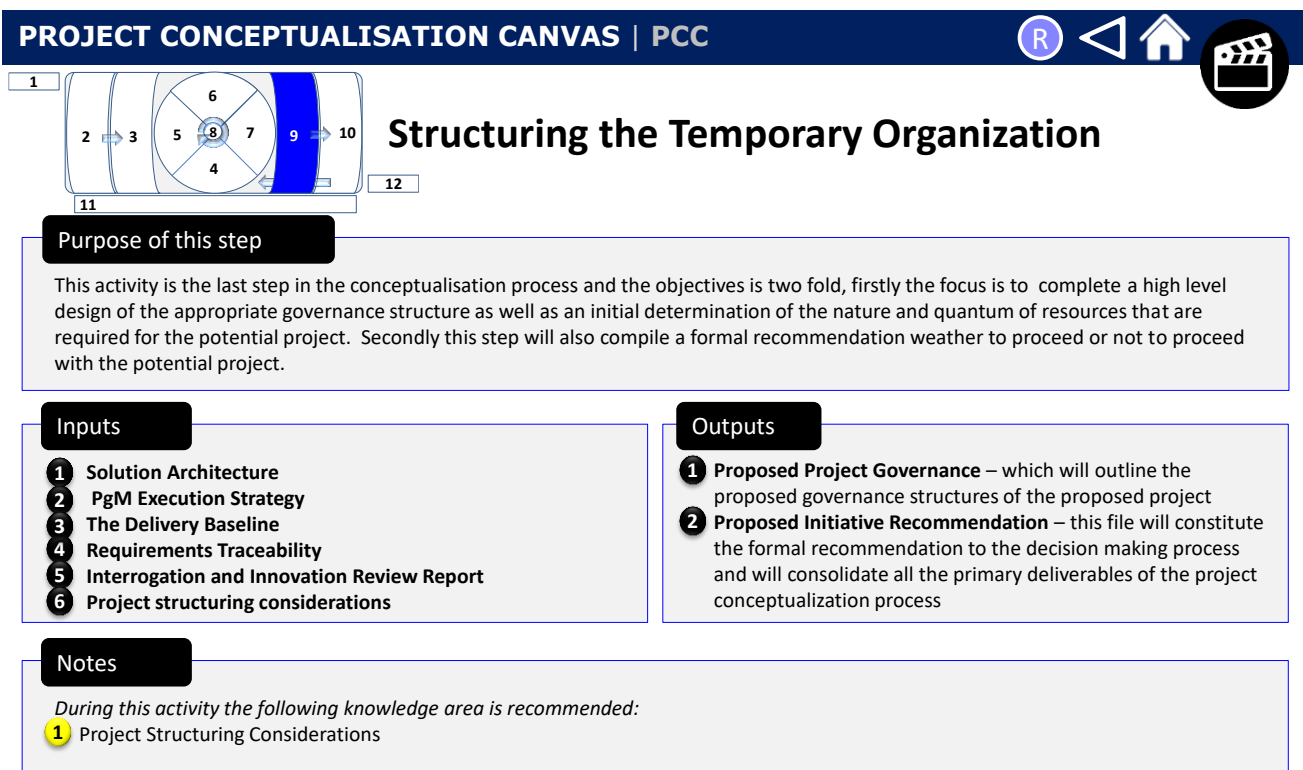 PROJECT CONCEPTUALISATION CANVAS | PCC
R
1
2
3
5
6
8
4
7
9
10
12
11
Structuring the Temporary Organization
Purpose of this step
This activity is the last step in the conceptualisation process and the objectives is two fold, firstly the focus is to complete a high level
design of the appropriate governance structure as well as an initial determination of the nature and quantum of resources that are
required for the potential project. Secondly this step will also compile a formal recommendation weather to proceed or not to proceed
with the potential project.
Inputs
1 Solution Architecture
2 PgM Execution Strategy
3 The Delivery Baseline
4 Requirements Traceability
5 Interrogation and Innovation Review Report
6 Project structuring considerations
Outputs
1 Proposed Project Governance – which will outline the
proposed governance structures of the proposed project
2 Proposed Initiative Recommendation – this file will constitute
the formal recommendation to the decision making process
and will consolidate all the primary deliverables of the project
conceptualization process
Notes
During this activity the following knowledge area is recommended:
1 Project Structuring Considerations